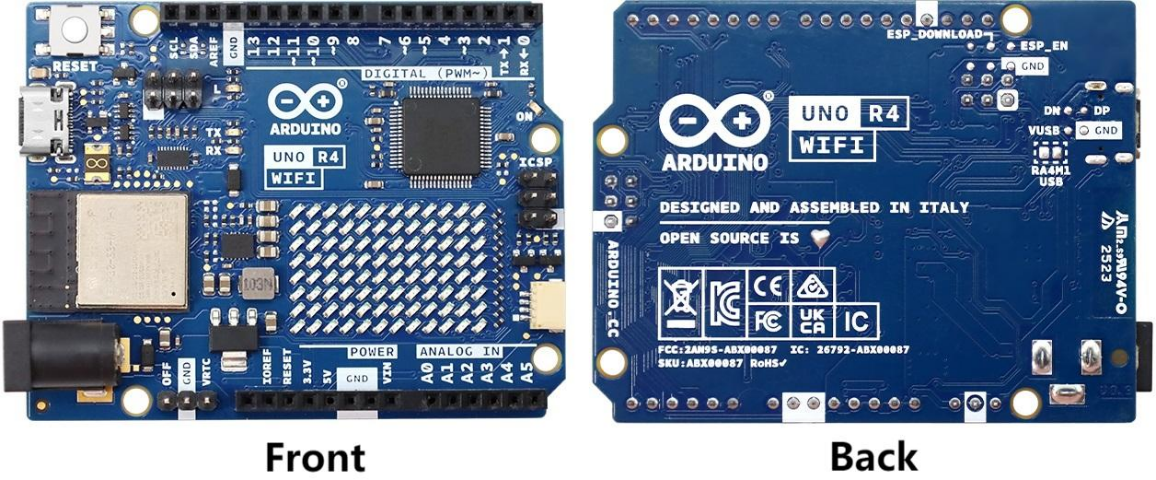 RESET
SCL
SDA
AREF
GND
13
12
~11
~10
~9
8
7
~6
~5
4
~3
2
TX→1
RX←0
DIGITAL (PWM~)
L
TX
RX
ARDUINO
UNO R4
WIFI
ON
ICSP
103N
OFF
GND
VRTC
IOREF
RESET
3.3V
5V
GND
VIN
POWER
ANALOG IN
A0
A1
A2
A3
A4
A5
Front
ESP_DOWNLOAD
ESP_EN
GND
DN
DP
VUSB
GND
RA4M1
USB
ARDUINO
UNO R4
WIFI
DESIGNED AND ASSEMBLED IN ITALY
OPEN SOURCE IS
ARDUINO.CC
CE
FC
UK
CA
IC
FCC:2AN9S-ABX00087 IC: 26792-ABX00087
SKU:ABX00087 RoHS✓
94V-0
2523
Back